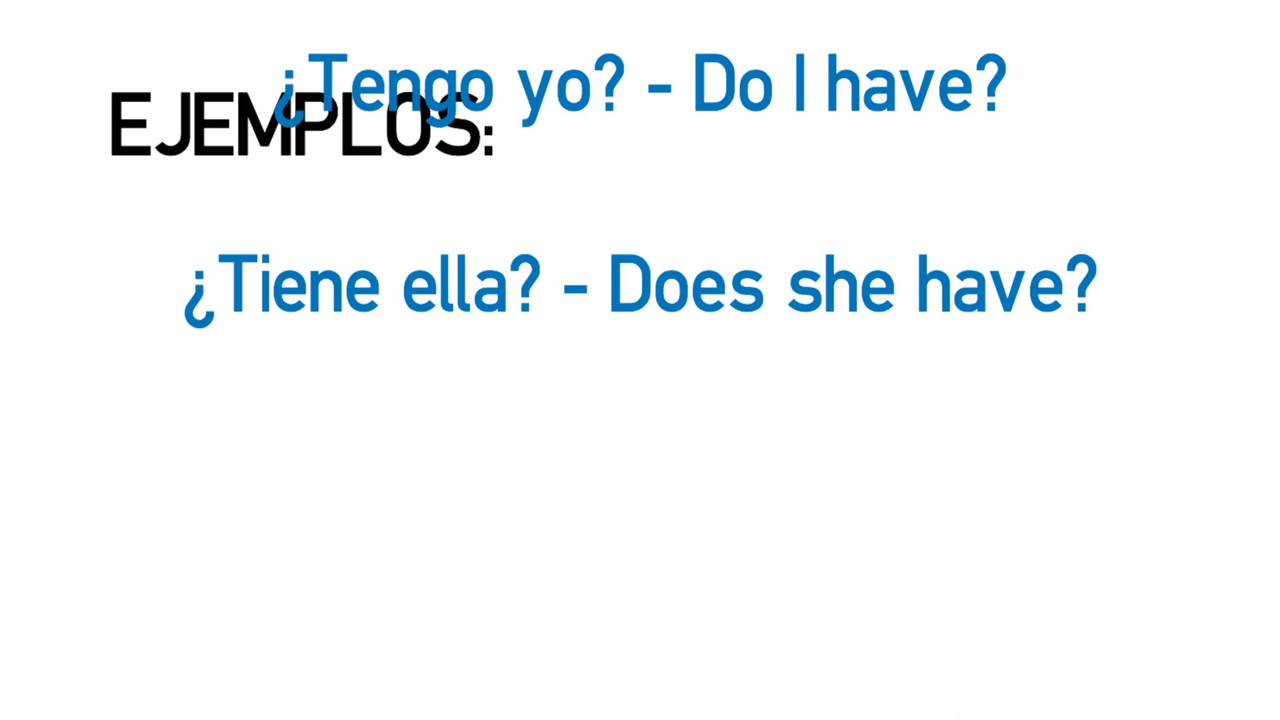 ¿Tengo yo? - Do I have?
EJEMPLOS:
¿Tiene ella? - Does she have?